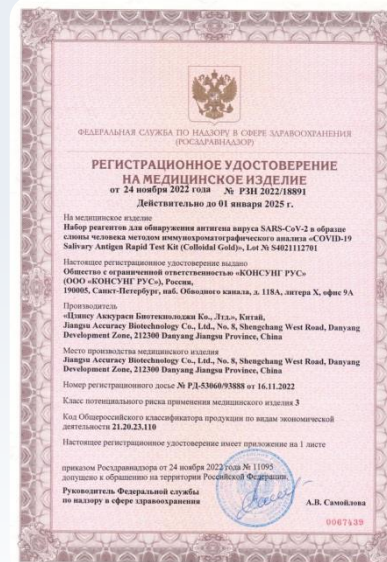 ФЕДЕРАЛЬНАЯ СЛУЖБА ПО НАДЗОРУ В СФЕРЕ ЗДРАВООХРАНЕНИЯ
(РОСЗДРАВНАДЗОР)
РЕГИСТРАЦИОННОЕ УДОСТОВЕРЕНИЕ
НА МЕДИЦИНСКОЕ ИЗДЕЛИЕ
от 24 ноября 2022 года № РЗН 2022/18891
Действительно до 01 января 2025 г.
На медицинское изделие
Набор реагентов для обнаружения антигена вируса SARS-CoV-2 в образце
слюны человека методом иммунохроматографического анализа «COVID-19
Salivary Antigen Rapid Test Kit (Colloidal Gold)», Lot № S4021112701
Настоящее регистрационное удостоверение выдано
Общество с ограниченной ответственностью «КОНСУНГ РУС»
(ООО «КОНСУНГ РУС»), Россия,
190005, Санкт-Петербург, наб. Обводного канала, д. 118А, литера Х, офис 9А
Производитель
«Цзянсу Аккураси Биотекнолоджи Ко., Лтд.», Китай,
Jiangsu Accuracy Biotechnology Co., Ltd., No. 8, Shengchang West Road, Danyang
Development Zone, 212300 Danyang Jiangsu Province, China
Место производства медицинского изделия
Jiangsu Accuracy Biotechnology Co., Ltd., No. 8, Shengchang West Road, Danyang
Development Zone, 212300 Danyang Jiangsu Province, China
Номер регистрационного досье № РД-53060/93888 от 16.11.2022
Класс потенциального риска применения медицинского изделия 3
Код Общероссийского классификатора продукции по видам экономической
деятельности 21.20.23.110
Настоящее регистрационное удостоверение имеет приложение на 1 листе
приказом Росздравнадзора от 24 ноября 2022 года № 11095
допущено к обращению на территории Российской Федерации.
Руководитель Федеральной службы
по надзору в сфере здравоохранения
А.В. Самойлова
0067439